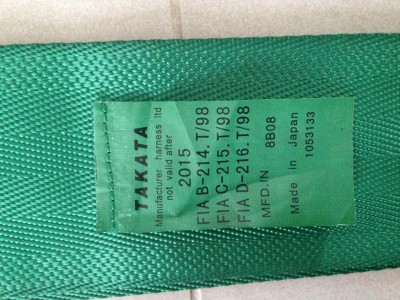 TAKATA
Manufacturer harness ltd
not valid after
2015
FIA B-214. T/98
FIA C-215. T/98
FIA D-216. T/98
MFD.IN 8B08
Made in Japan
1053133